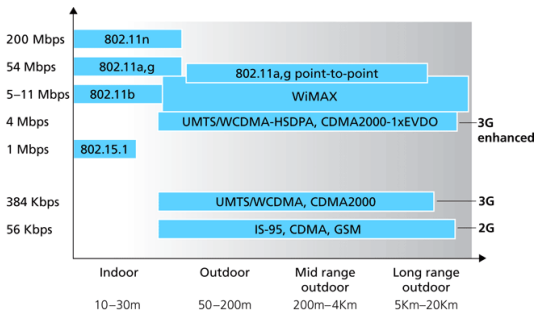 200 Mbps
802.11n
54 Mbps
802.11a,g
802.11a,g point-to-point
5–11 Mbps
802.11b
WiMAX
4 Mbps
UMTS/WCDMA-HSDPA, CDMA2000-1xEVDO
3G
enhanced
1 Mbps
802.15.1
384 Kbps
UMTS/WCDMA, CDMA2000
3G
56 Kbps
IS-95, CDMA, GSM
2G
Indoor
Outdoor
Mid range
outdoor
Long range
outdoor
10–30m
50–200m
200m–4Km
5Km–20Km